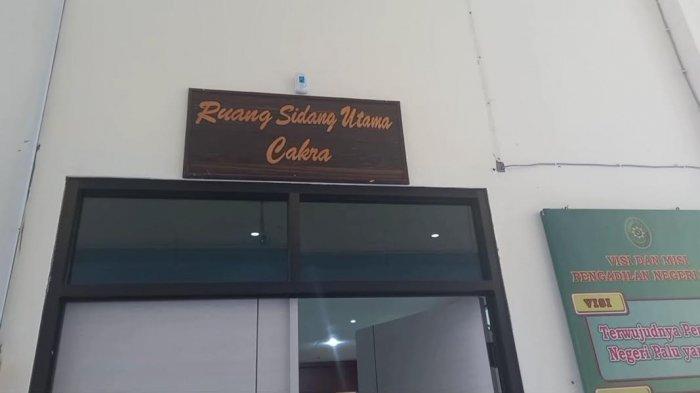 Ruang Sidang Utama
Cakra
VISI DAN MISI
PENGADILAN NEGERI
VISI
Terwujudnya
Negeri Palu